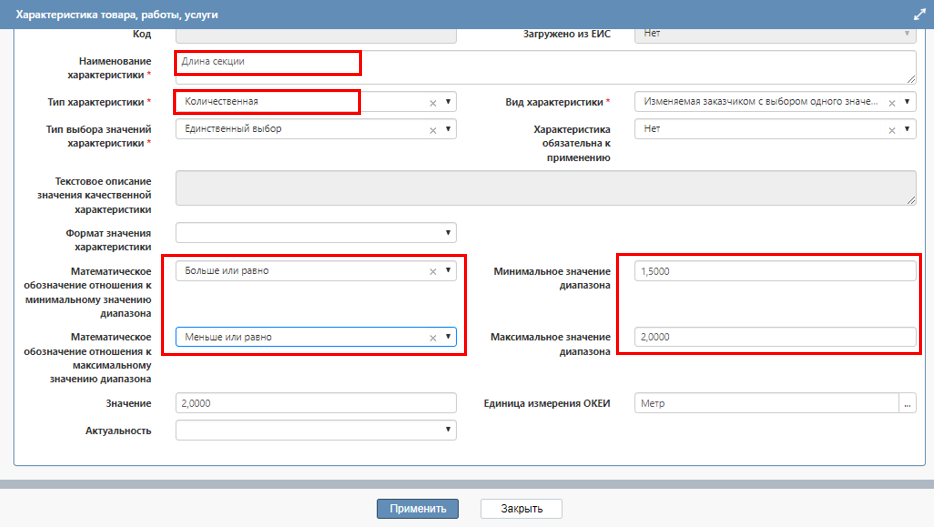 Характеристика товара, работы, услуги
Код
Загружено из ЕИС
Нет
Наименование
характеристики *
Длина секции
Тип характеристики *
Количественная
Вид характеристики *
Изменяемая заказчиком с выбором одного значе...
Тип выбора значений
характеристики *
Единственный выбор
Характеристика
обязательна к
применению
Нет
Текстовое описание
значения качественной
характеристики
Формат значения
характеристики
Математическое
обозначение отношения к
минимальному значению
диапазона
Больше или равно
Минимальное значение
диапазона
1,5000
Математическое
обозначение отношения к
максимальному
значению диапазона
Меньше или равно
Максимальное значение
диапазона
2,0000
Значение
2,0000
Единица измерения ОКЕИ
Метр
...
Актуальность
Применить
Закрыть